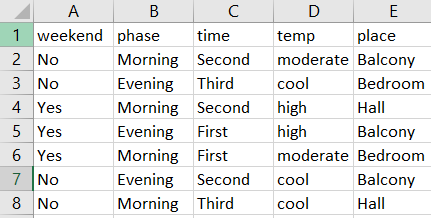 A B C D E
1 weekend phase time temp place
2 No Morning Second moderate Balcony
3 No Evening Third cool Bedroom
4 Yes Morning Second high Hall
5 Yes Evening First high Balcony
6 Yes Morning First moderate Bedroom
7 No Evening Second cool Balcony
8 No Morning Third cool Hall